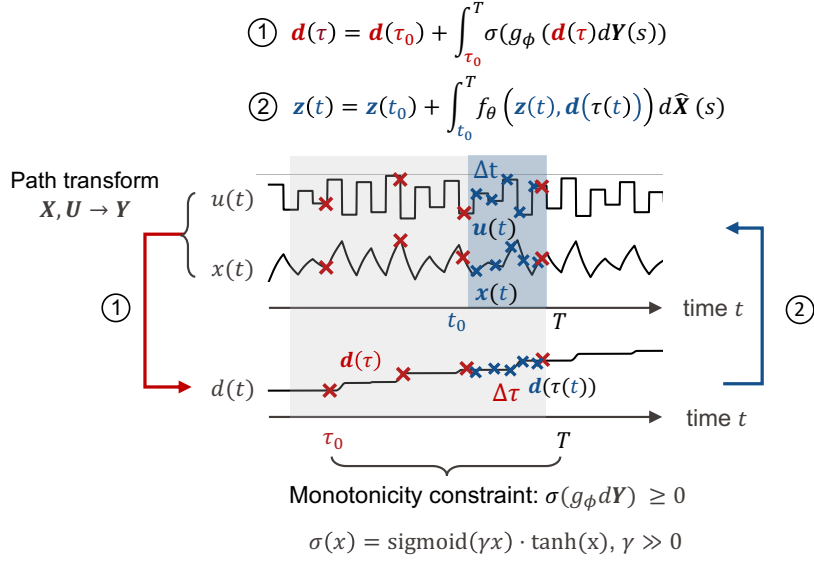 ① d(τ) = d(τ₀) + ∫_{τ₀}^{T} σ(g_ϕ (d(τ)dY(s))
② z(t) = z(t₀) + ∫_{t₀}^{T} f_θ (z(t), d(τ(t))) dX̂ (s)
Path transform
X, U → Y
u(t)
Δt
u(t)
x(t)
x(t)
①
②
t₀
T
time t
d(τ)
d(t)
Δτ
d(τ(t))
time t
τ₀
T
Monotonicity constraint: σ(g_ϕ dY) ≥ 0
σ(x) = sigmoid(γx) · tanh(x), γ ≫ 0